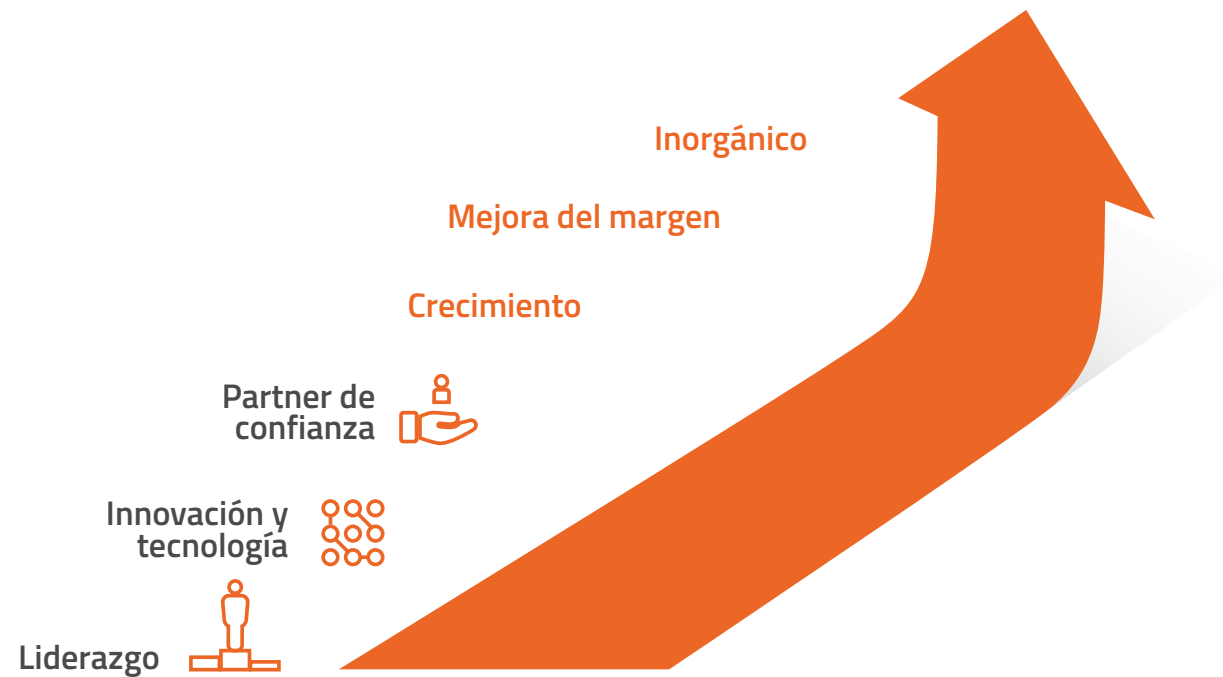 Inorgánico
Mejora del margen
Crecimiento
Partner de
confianza
Innovación y
tecnología
Liderazgo